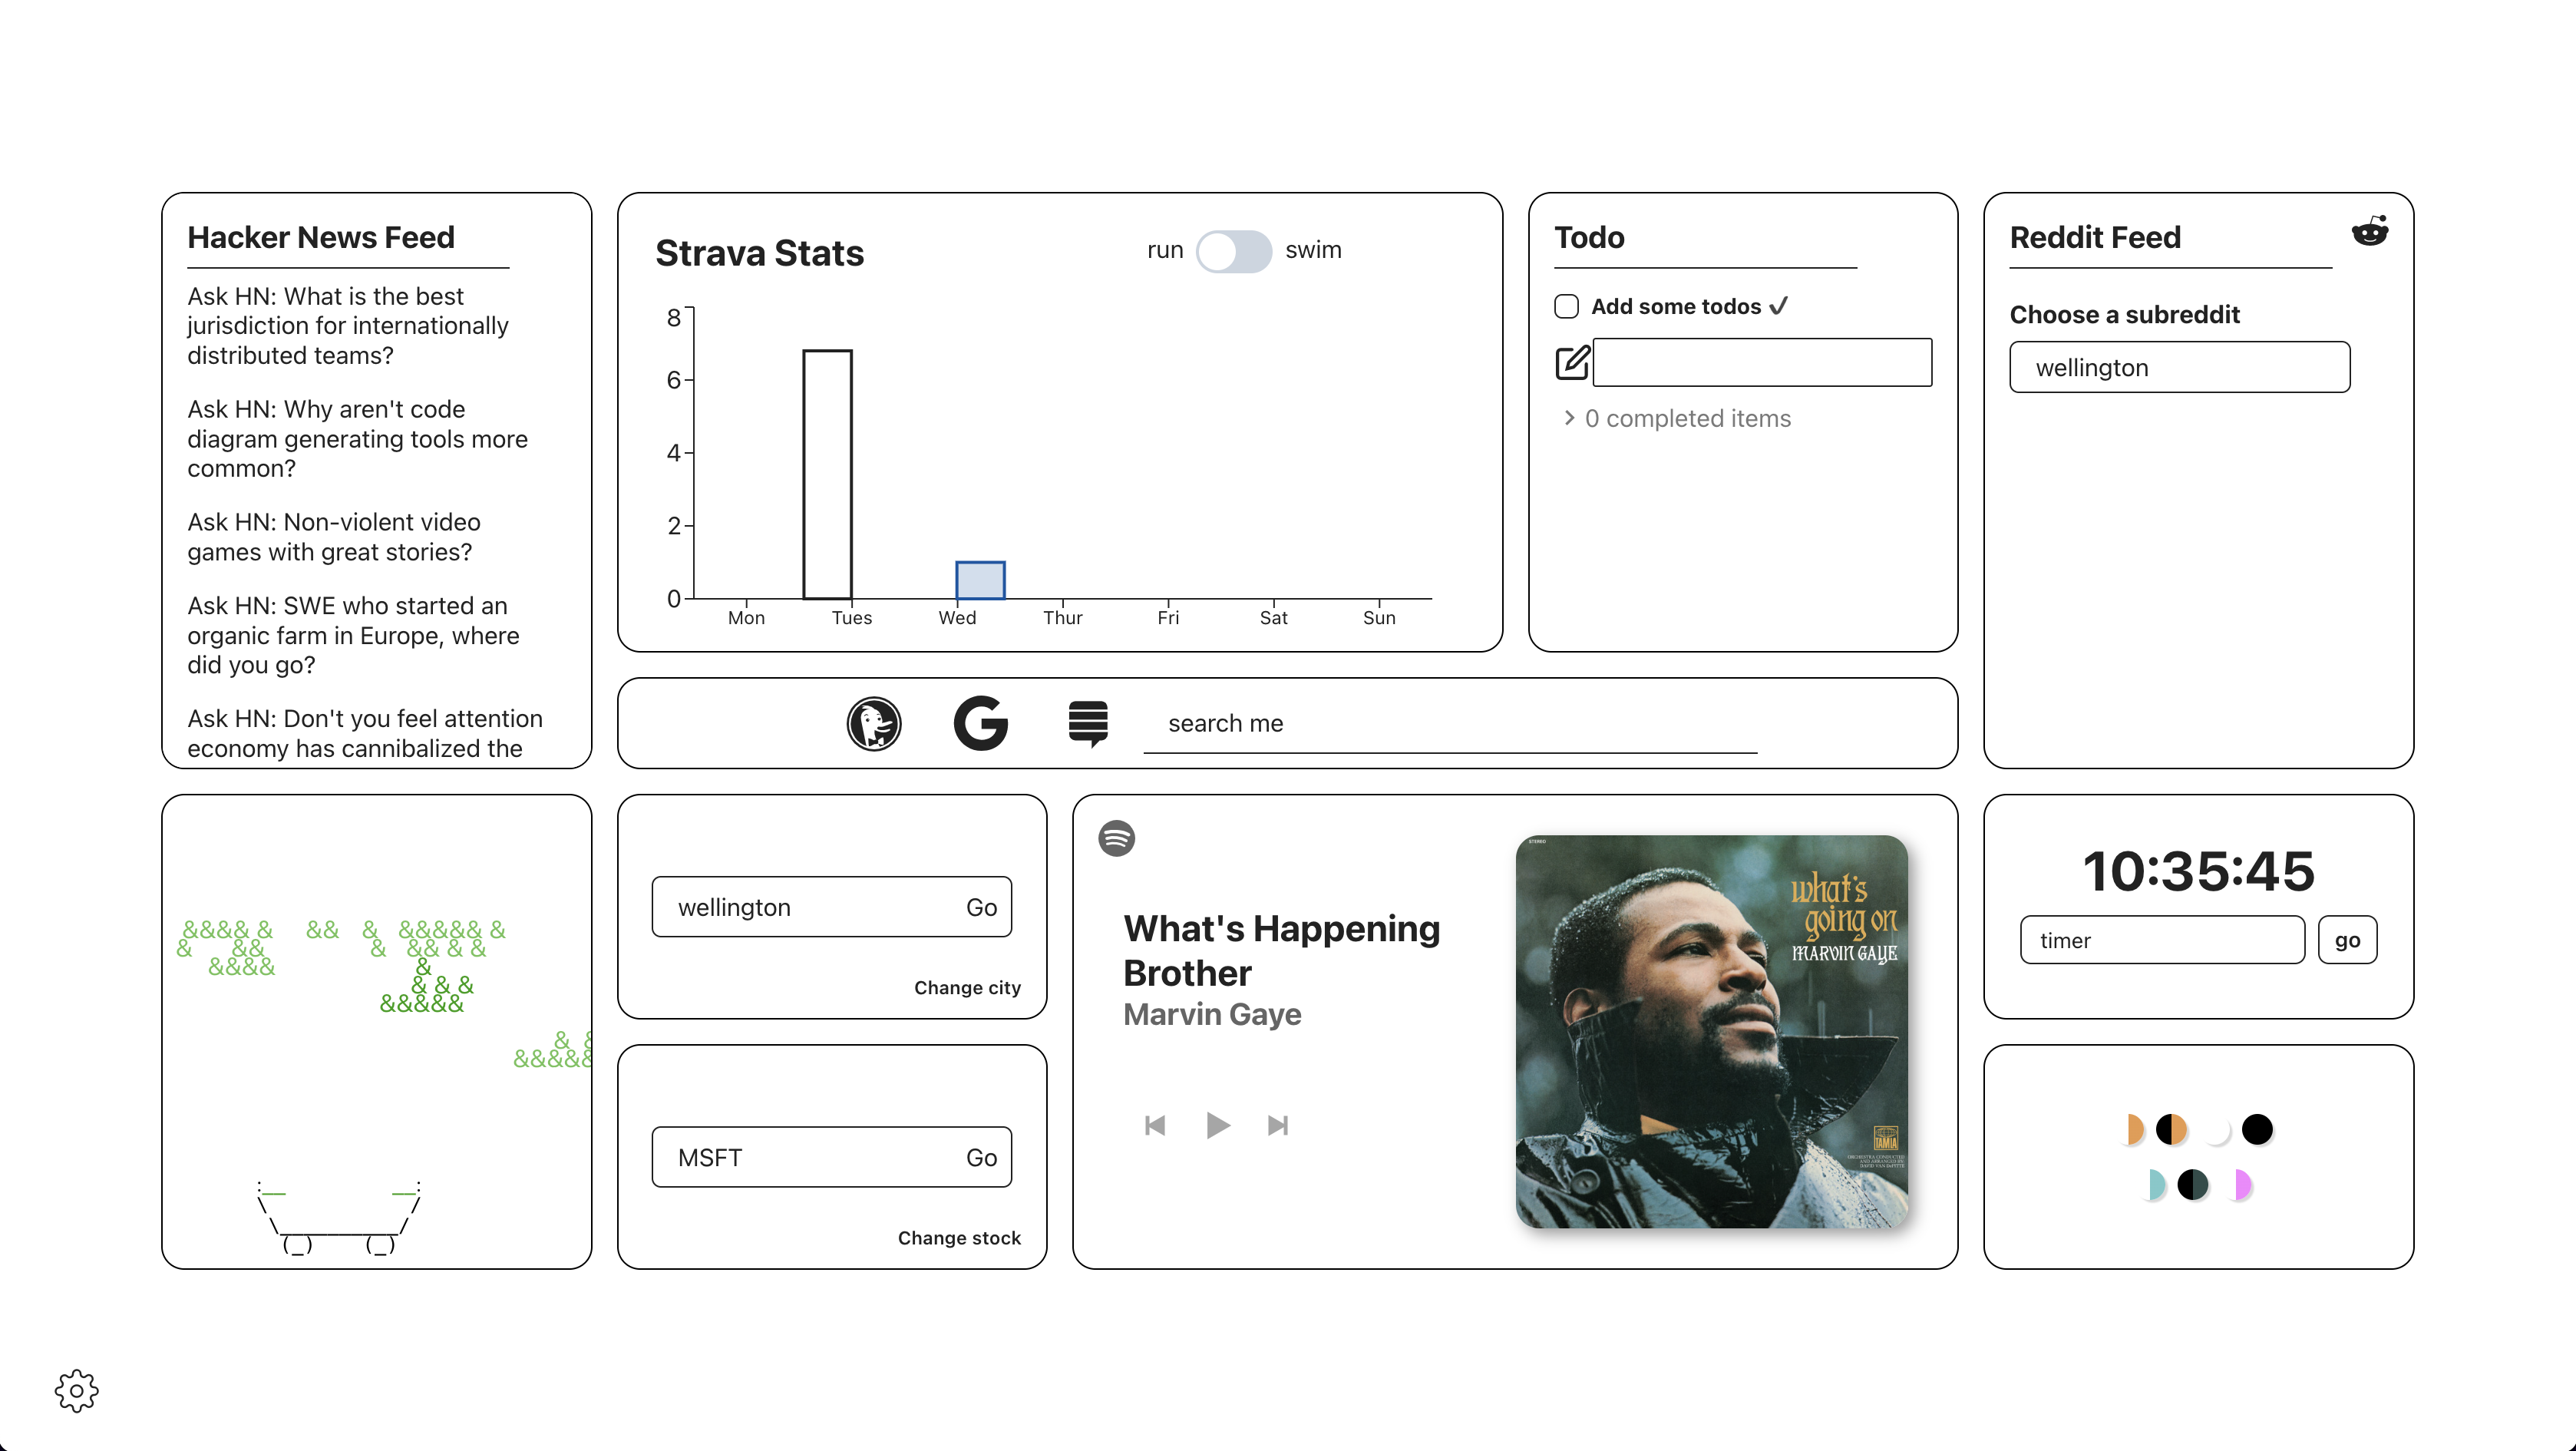 Hacker News Feed
Ask HN: What is the best
jurisdiction for internationally
distributed teams?
Ask HN: Why aren't code
diagram generating tools more
common?
Ask HN: Non-violent video
games with great stories?
Ask HN: SWE who started an
organic farm in Europe, where
did you go?
Ask HN: Don't you feel attention
economy has cannibalized the
Strava Stats
run
swim
8
6
4
2
0
Mon Tues Wed Thur Fri Sat Sun
Todo
Add some todos ✓
0 completed items
Reddit Feed
Choose a subreddit
wellington
search me
&&&& & && & &&&&& &
& && & && & &
&&&& &
& & &
&&&&&
& &
&&&&&
wellington Go
Change city
MSFT Go
Change stock
What's Happening
Brother
Marvin Gaye
STEREO
what's
going on
MARVIN GAYE
TAMLA
10:35:45
timer go